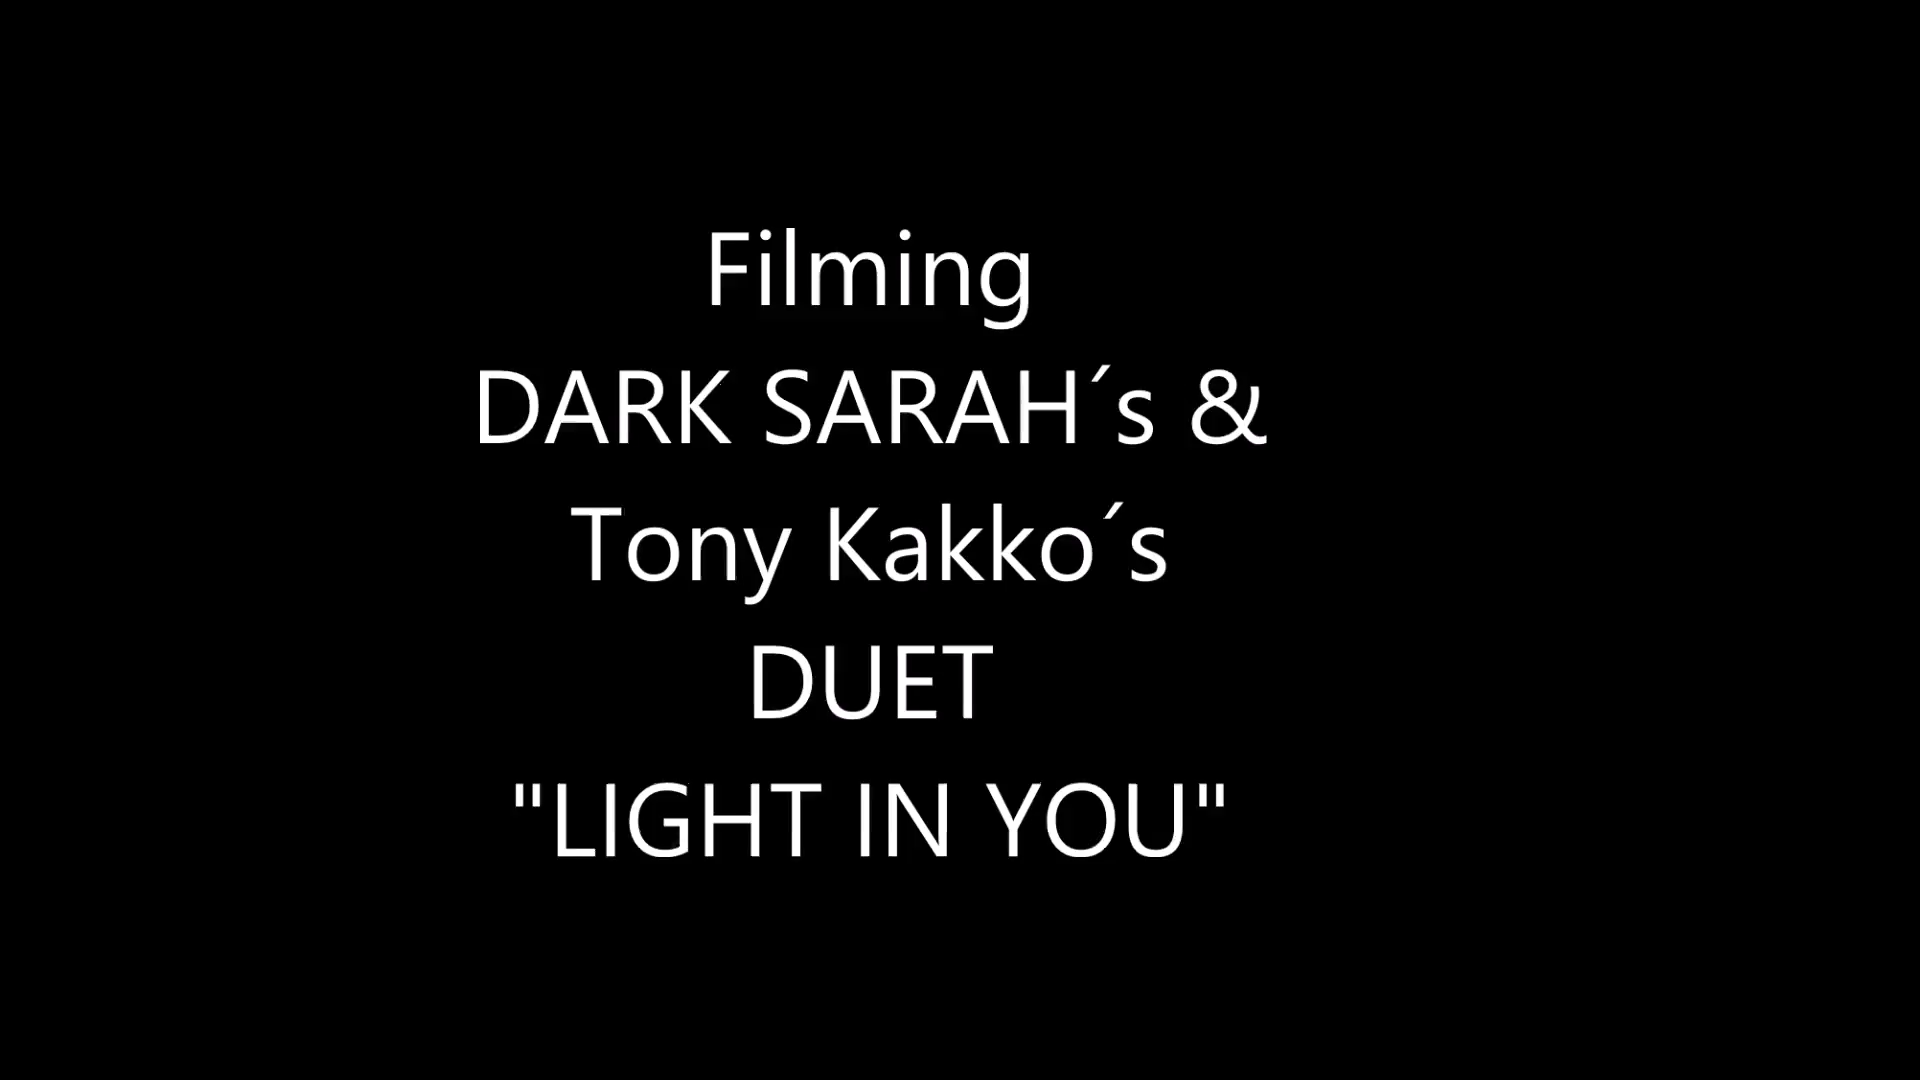 Filming
DARK SARAH´s &
Tony Kakko´s
DUET
"LIGHT IN YOU"